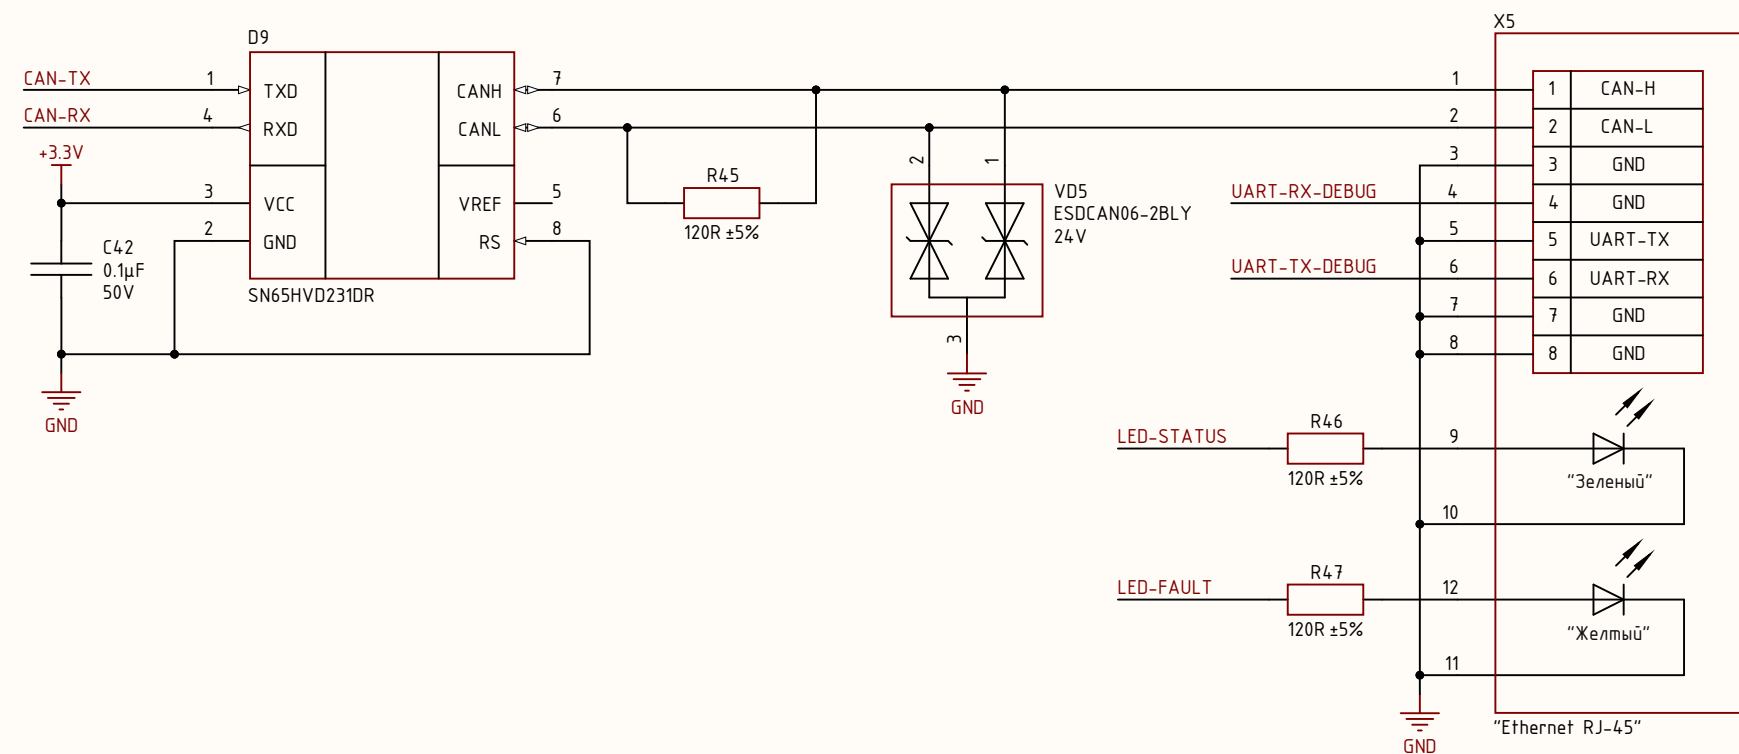 D9
CAN-TX
1
TXD
CANH
7
CAN-RX
4
RXD
CANL
6
+3.3V
3
VCC
VREF
5
2
GND
RS
8
C42
0.1µF
50V
SN65HVD231DR
GND
R45
120R ±5%
2
1
VD5
ESDCAN06-2BLY
24V
3
GND
X5
1
1
CAN-H
2
2
CAN-L
3
3
GND
UART-RX-DEBUG
4
4
GND
5
5
UART-TX
UART-TX-DEBUG
6
6
UART-RX
7
7
GND
8
8
GND
LED-STATUS
R46
120R ±5%
9
"Зеленый"
10
LED-FAULT
R47
120R ±5%
12
"Желтый"
11
GND
"Ethernet RJ-45"